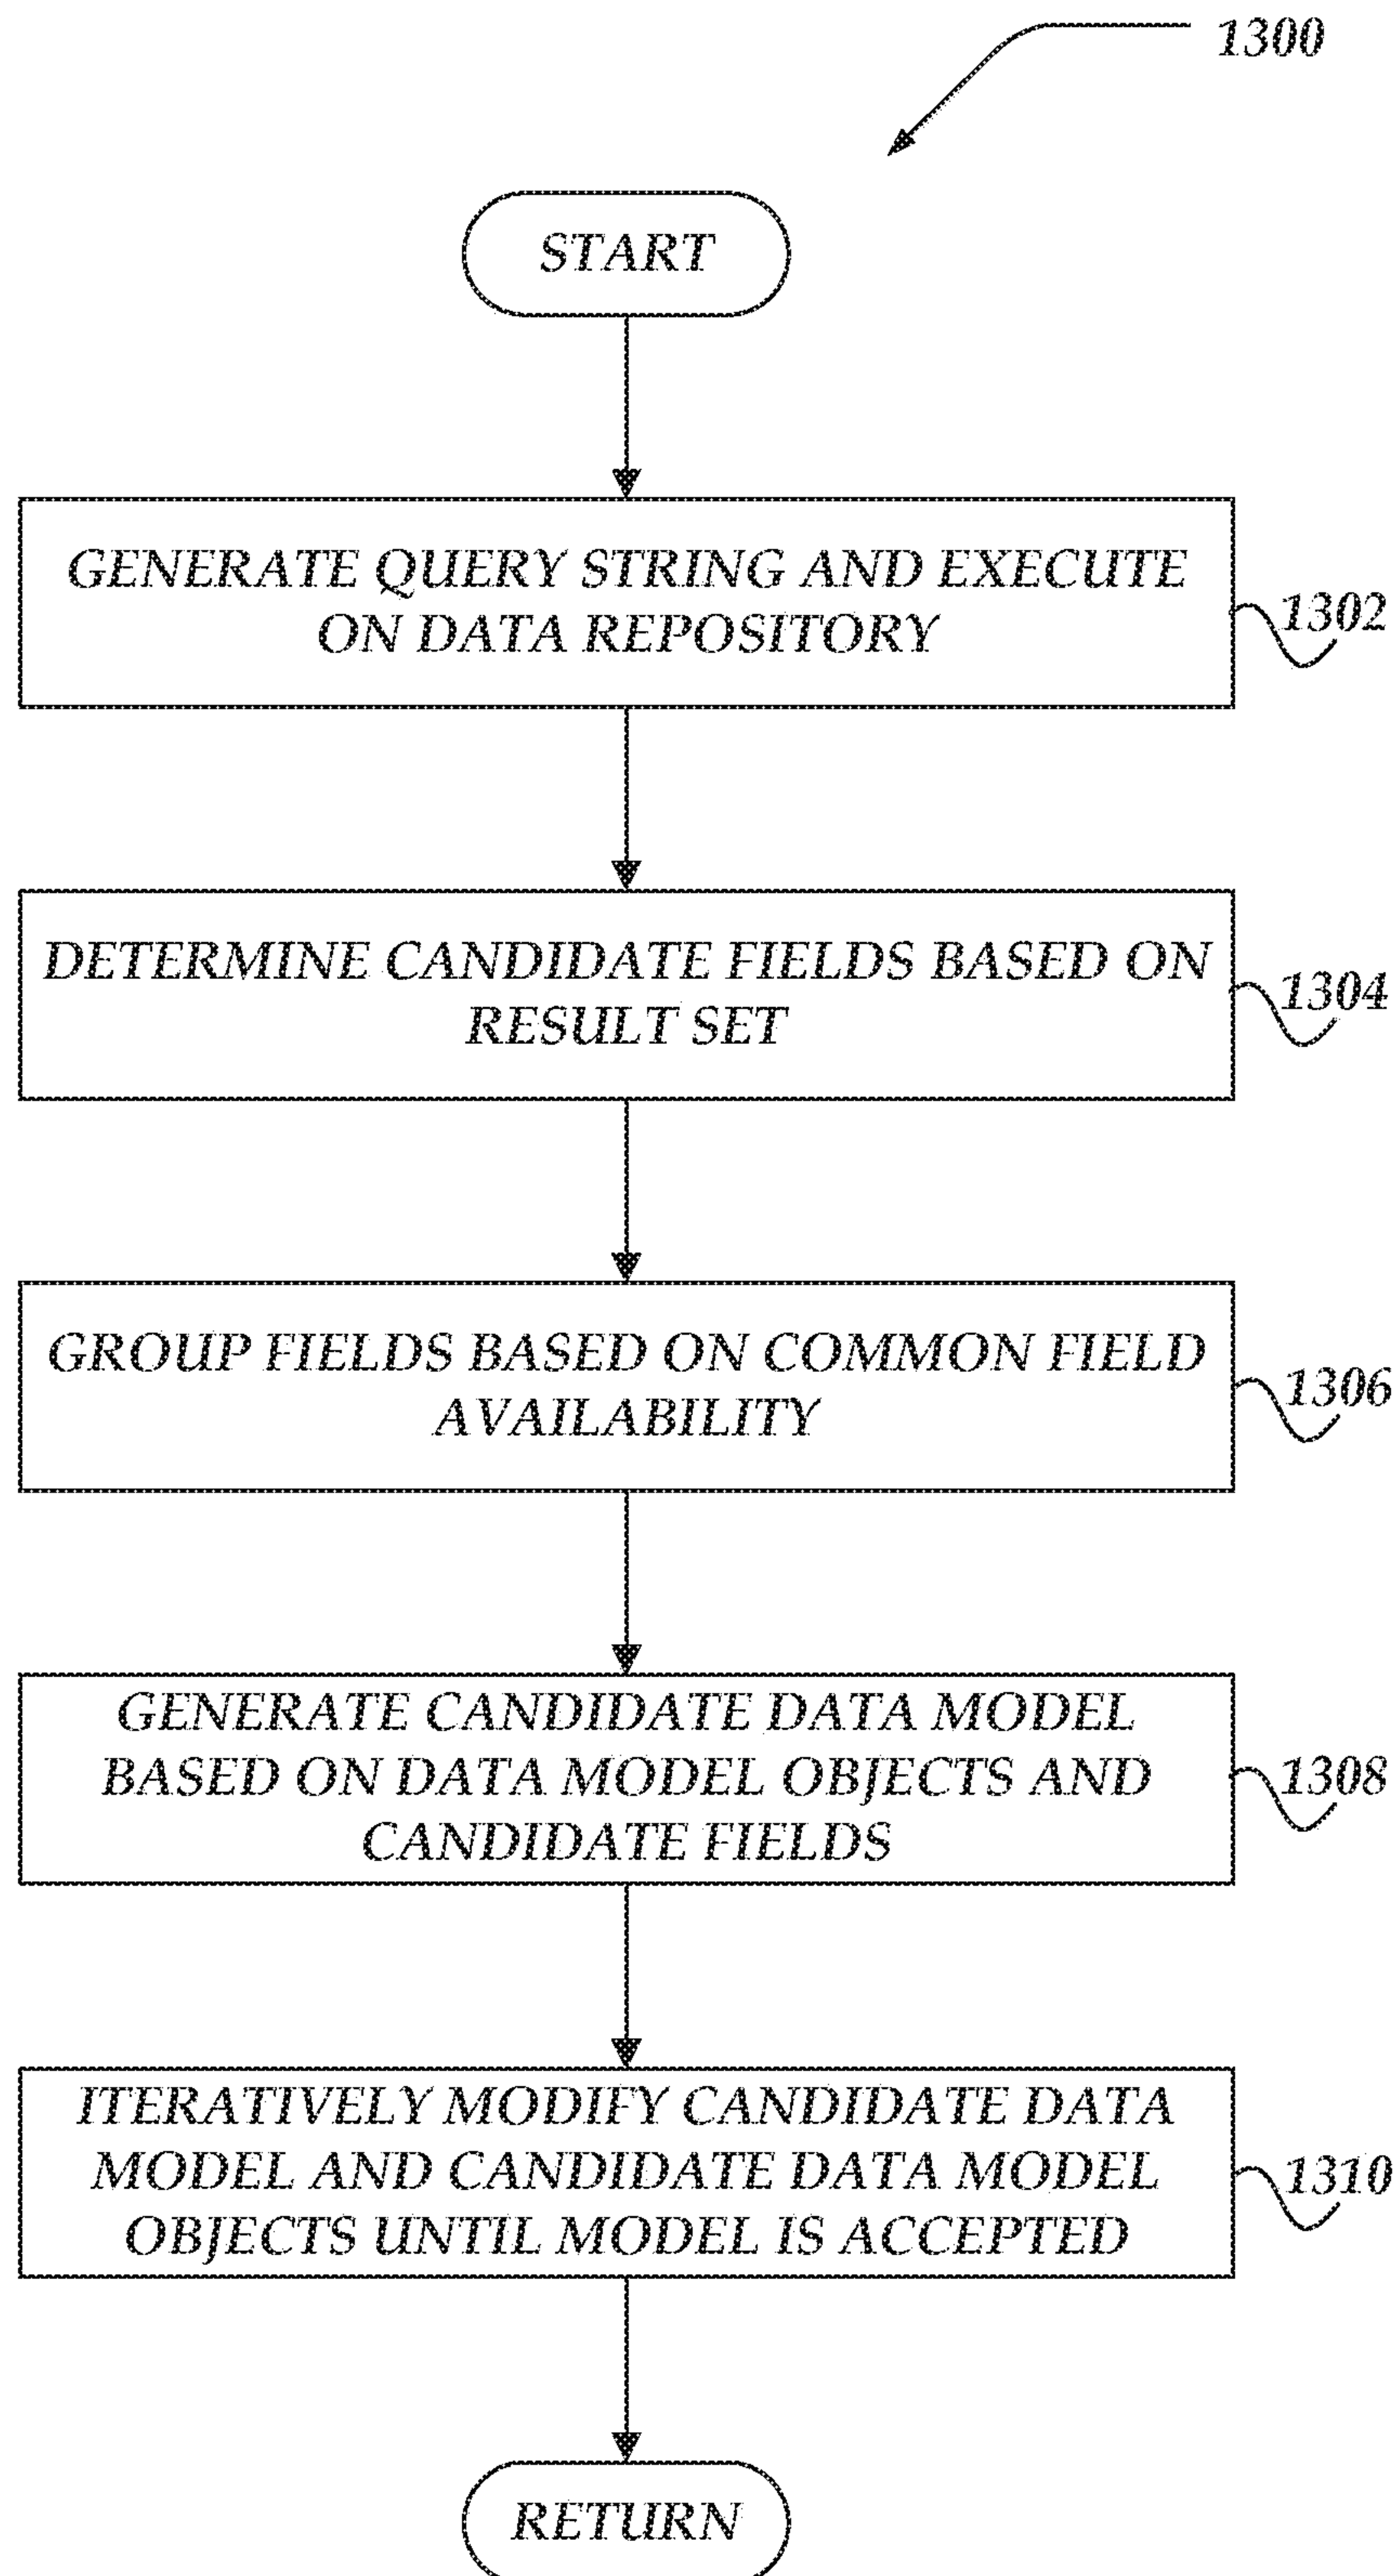 1300
START
GENERATE QUERY STRING AND EXECUTE
ON DATA REPOSITORY
1302
DETERMINE CANDIDATE FIELDS BASED ON
RESULT SET
1304
GROUP FIELDS BASED ON COMMON FIELD
AVAILABILITY
1306
GENERATE CANDIDATE DATA MODEL
BASED ON DATA MODEL OBJECTS AND
CANDIDATE FIELDS
1308
ITERATIVELY MODIFY CANDIDATE DATA
MODEL AND CANDIDATE DATA MODEL
OBJECTS UNTIL MODEL IS ACCEPTED
1310
RETURN